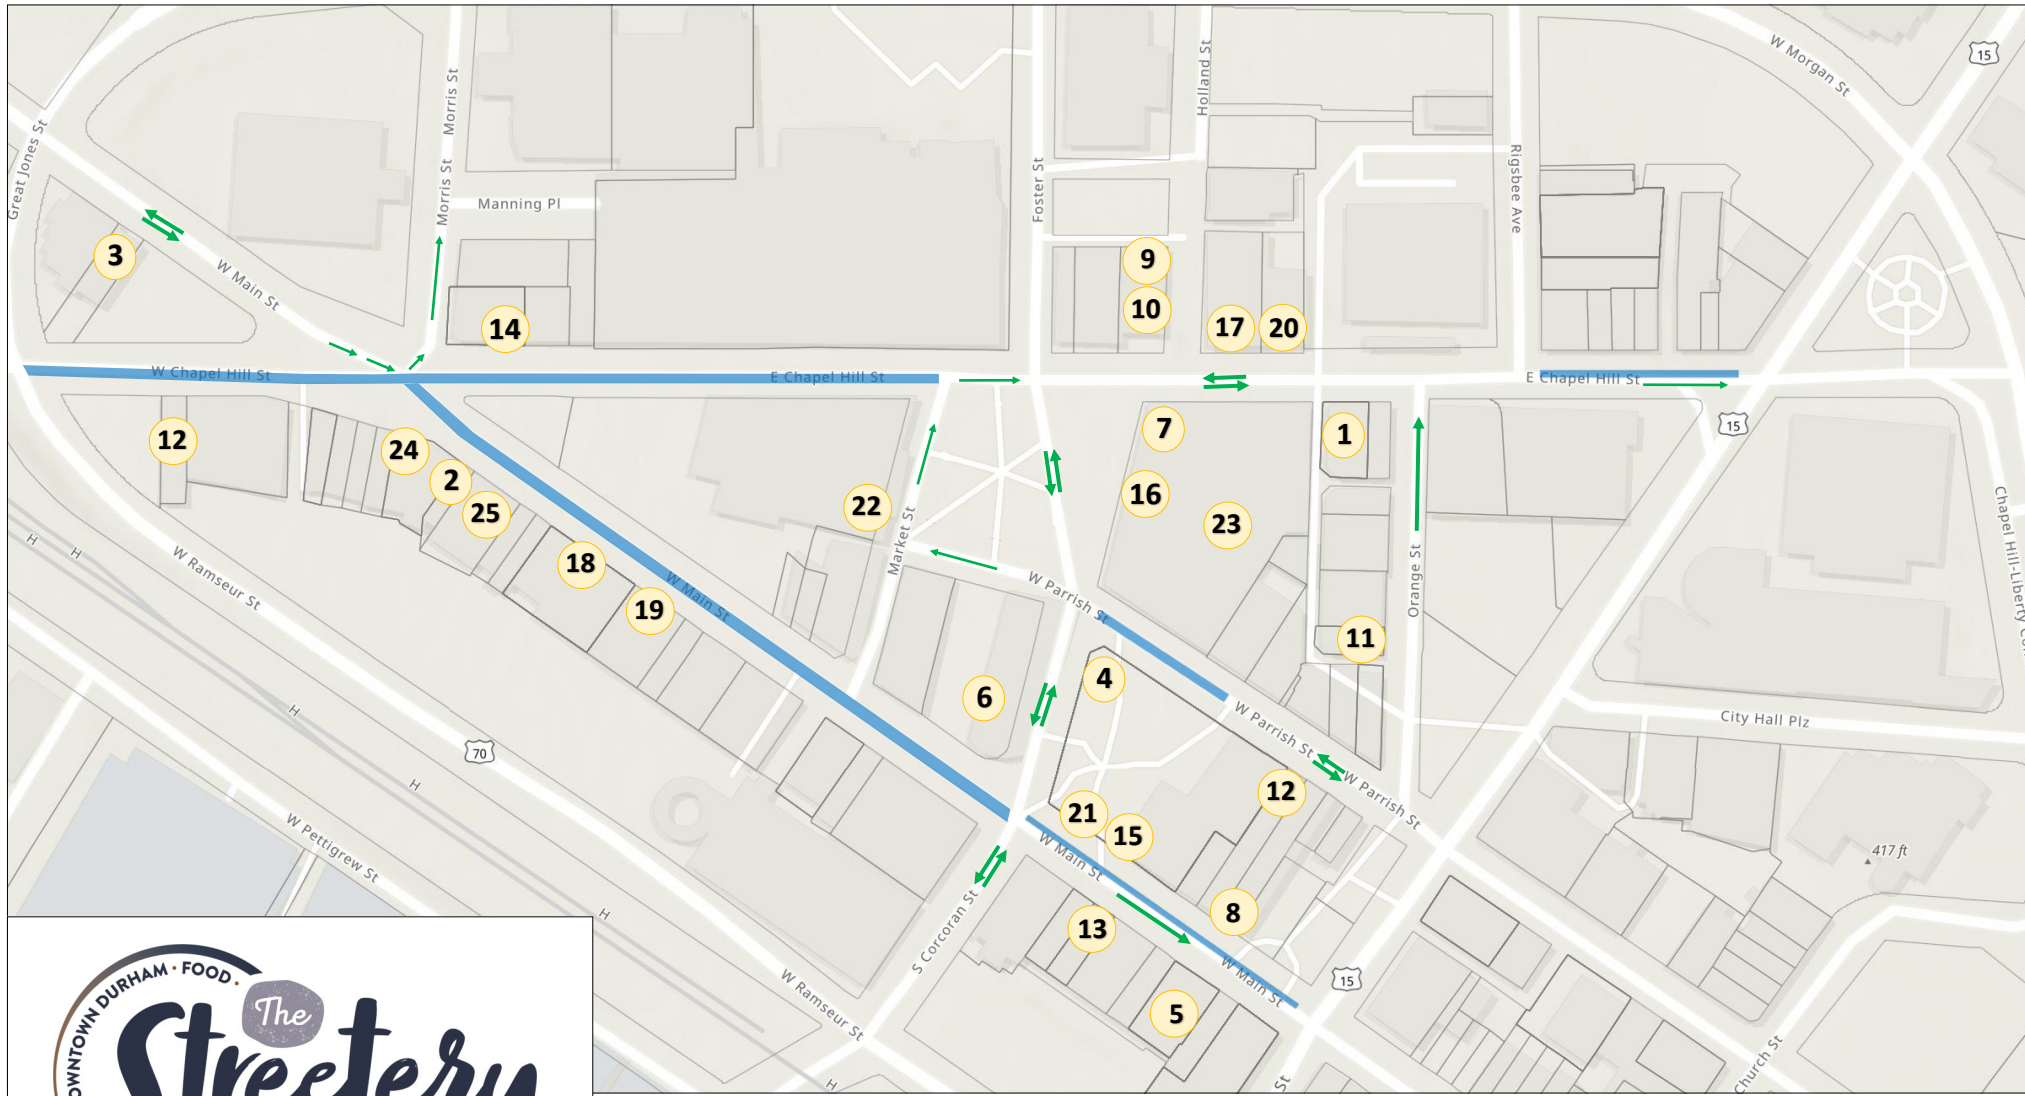 W Morgan St
15
Holland St
Morris St
Great Jones St
Morris St
Foster St
Rigsbee Ave
Manning Pl
3
9
W Main St
10
14
17
20
W Chapel Hill St
E Chapel Hill St
E Chapel Hill St
15
12
24
7
1
2
25
22
16
23
Chapel Hill-Liberty Co
H
H
W Ramseur St
18
Market St
W Parrish St
Orange St
W Main St
19
11
4
6
H
W Parrish St
City Hall Plz
70
H
W Parrish St
12
W Pettigrew St
21
15
W Main St
417 ft
8
H
S Corcoran St
13
W Main St
15
W Ramseur St
5
H
St
Church St
OWNTOWN DURHAM · FOOD ·
The
Streetery